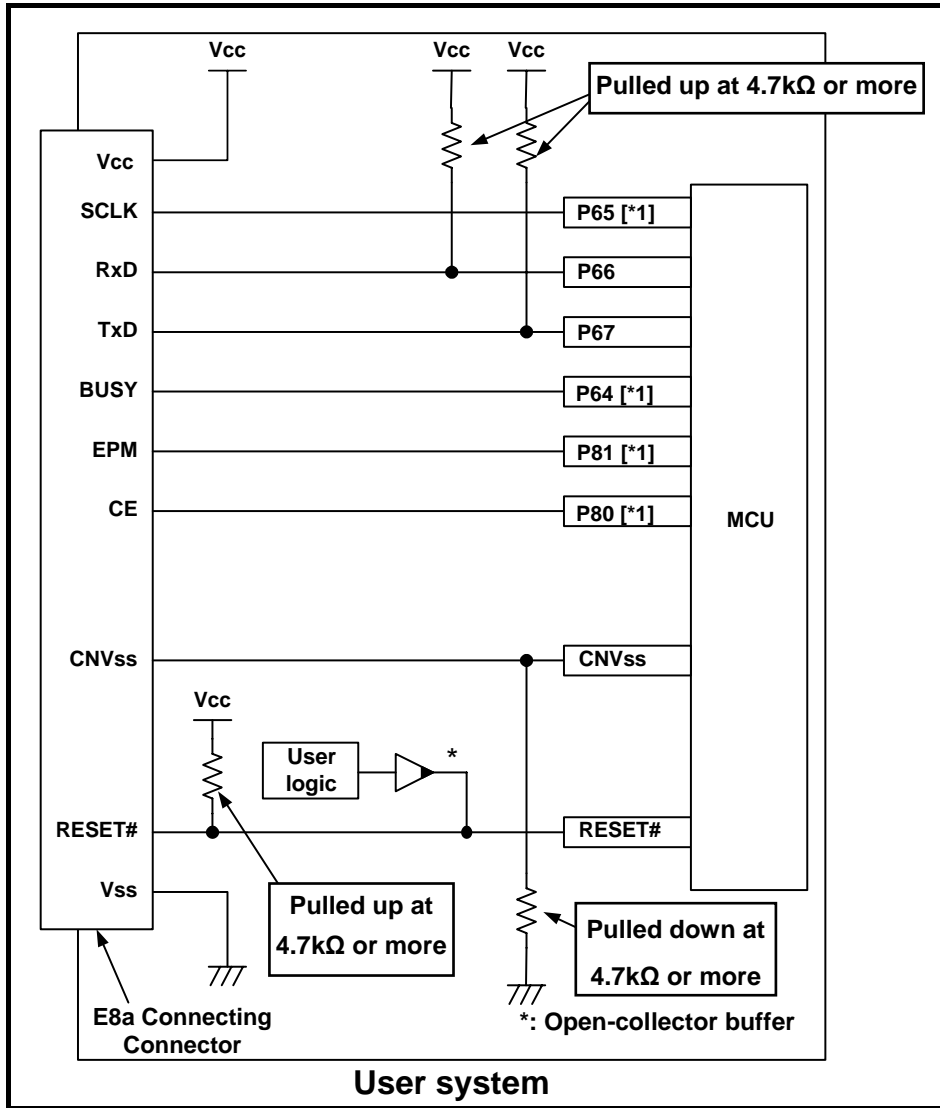 Vcc
Vcc
Vcc
Pulled up at 4.7kΩ or more
Vcc
SCLK
P65 [*1]
RxD
P66
TxD
P67
BUSY
P64 [*1]
EPM
P81 [*1]
CE
P80 [*1]
MCU
CNVss
CNVss
Vcc
User
logic
*
RESET#
RESET#
Vss
Pulled up at
4.7kΩ or more
Pulled down at
4.7kΩ or more
E8a Connecting
Connector
*: Open-collector buffer
User system